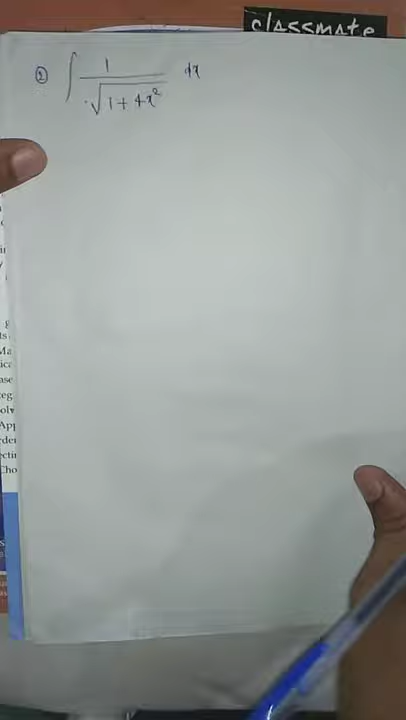 classmate
② ∫ 1/√(1+4x²) dx